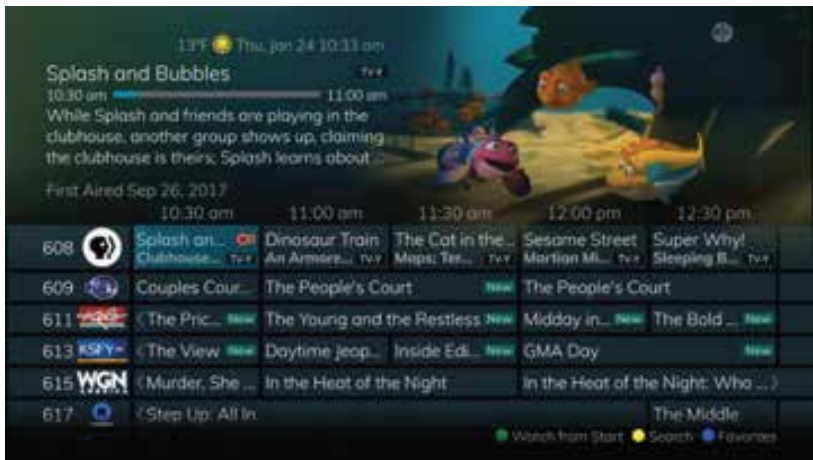 13°F Thu, Jan 24 10:33 am
Splash and Bubbles TV-Y
10:30 am 11:00 am
While Splash and friends are playing in the
clubhouse, another group shows up, claiming
the clubhouse is theirs; Splash learns about ...
First Aired Sep 26, 2017
10:30 am 11:00 am 11:30 am 12:00 pm 12:30 pm
608 Splash an... Dinosaur Train The Cat in the... Sesame Street Super Why!
Clubhouse... TV-Y An Armore... TV-Y Maps; Ter... TV-Y Martian Mi... TV-Y Sleeping B... TV-Y
609 Couples Cour... The People's Court New The People's Court
611 The Pric... New The Young and the Restless New Midday in... New The Bold ... New
613 KSFY The View New Daytime Jeop... Inside Edi... New GMA Day New
615 WGN Murder, She ... In the Heat of the Night In the Heat of the Night: Who ...
617 Step Up: All In The Middle
Watch from Start Search Favorites